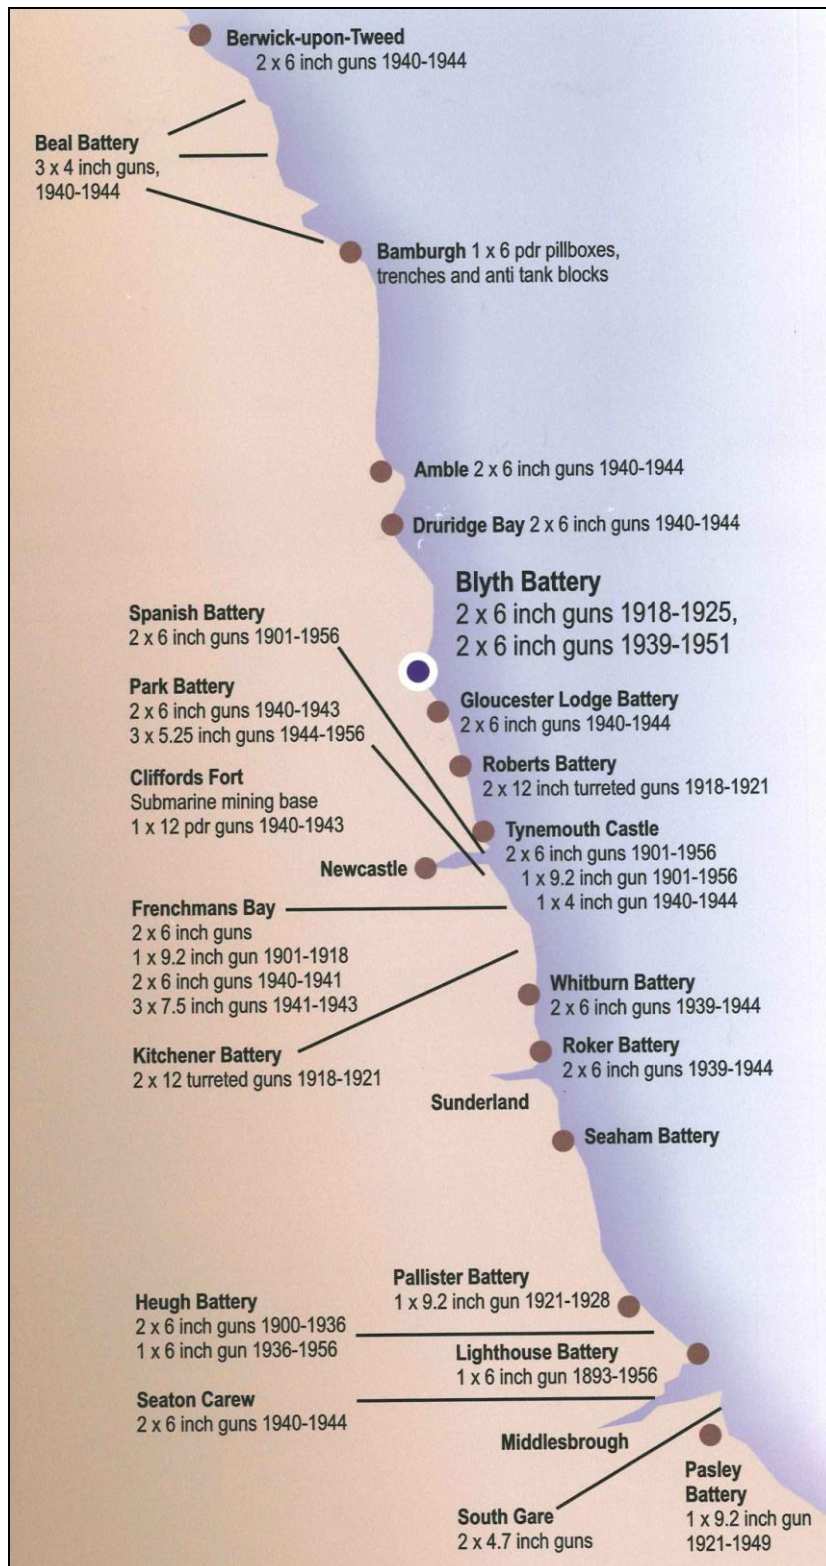 Berwick-upon-Tweed
2 x 6 inch guns 1940-1944
Beal Battery
3 x 4 inch guns,
1940-1944
Bamburgh 1 x 6 pdr pillboxes,
trenches and anti tank blocks
Amble 2 x 6 inch guns 1940-1944
Druridge Bay 2 x 6 inch guns 1940-1944
Blyth Battery
2 x 6 inch guns 1918-1925,
2 x 6 inch guns 1939-1951
Spanish Battery
2 x 6 inch guns 1901-1956
Park Battery
2 x 6 inch guns 1940-1943
3 x 5.25 inch guns 1944-1956
Gloucester Lodge Battery
2 x 6 inch guns 1940-1944
Cliffords Fort
Submarine mining base
1 x 12 pdr guns 1940-1943
Roberts Battery
2 x 12 inch turreted guns 1918-1921
Tynemouth Castle
2 x 6 inch guns 1901-1956
1 x 9.2 inch gun 1901-1956
1 x 4 inch gun 1940-1944
Newcastle
Frenchmans Bay
2 x 6 inch guns
1 x 9.2 inch gun 1901-1918
2 x 6 inch guns 1940-1941
3 x 7.5 inch guns 1941-1943
Whitburn Battery
2 x 6 inch guns 1939-1944
Kitchener Battery
2 x 12 turreted guns 1918-1921
Roker Battery
2 x 6 inch guns 1939-1944
Sunderland
Seaham Battery
Pallister Battery
1 x 9.2 inch gun 1921-1928
Heugh Battery
2 x 6 inch guns 1900-1936
1 x 6 inch gun 1936-1956
Lighthouse Battery
1 x 6 inch gun 1893-1956
Seaton Carew
2 x 6 inch guns 1940-1944
Middlesbrough
South Gare
2 x 4.7 inch guns
Pasley
Battery
1 x 9.2 inch gun
1921-1949